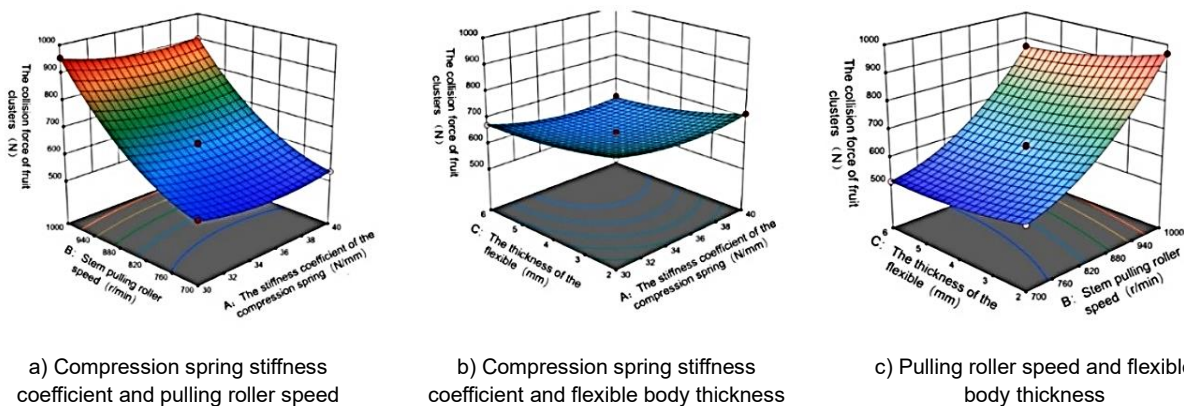 The collision force of fruit
clusters (N)
1000
900
800
700
600
500
1000
940
880
820
760
700
B: Stem pulling roller
speed (r/min)
30
32
34
36
38
40
A: The stiffness coefficient of the
compression spring (N/mm)
The collision force of fruit
clusters (N)
1000
900
800
700
600
500
6
5
4
3
2
C: The thickness of the
flexible (mm)
30
32
34
36
38
40
A: The stiffness coefficient of the
compression spring (N/mm)
The collision force of fruit
clusters (N)
1000
900
800
700
600
500
6
5
4
3
2
C: The thickness of the
flexible (mm)
700
760
820
880
940
1000
B: Stem pulling roller
speed (r/min)
a) Compression spring stiffness
coefficient and pulling roller speed
b) Compression spring stiffness
coefficient and flexible body thickness
c) Pulling roller speed and flexible
body thickness